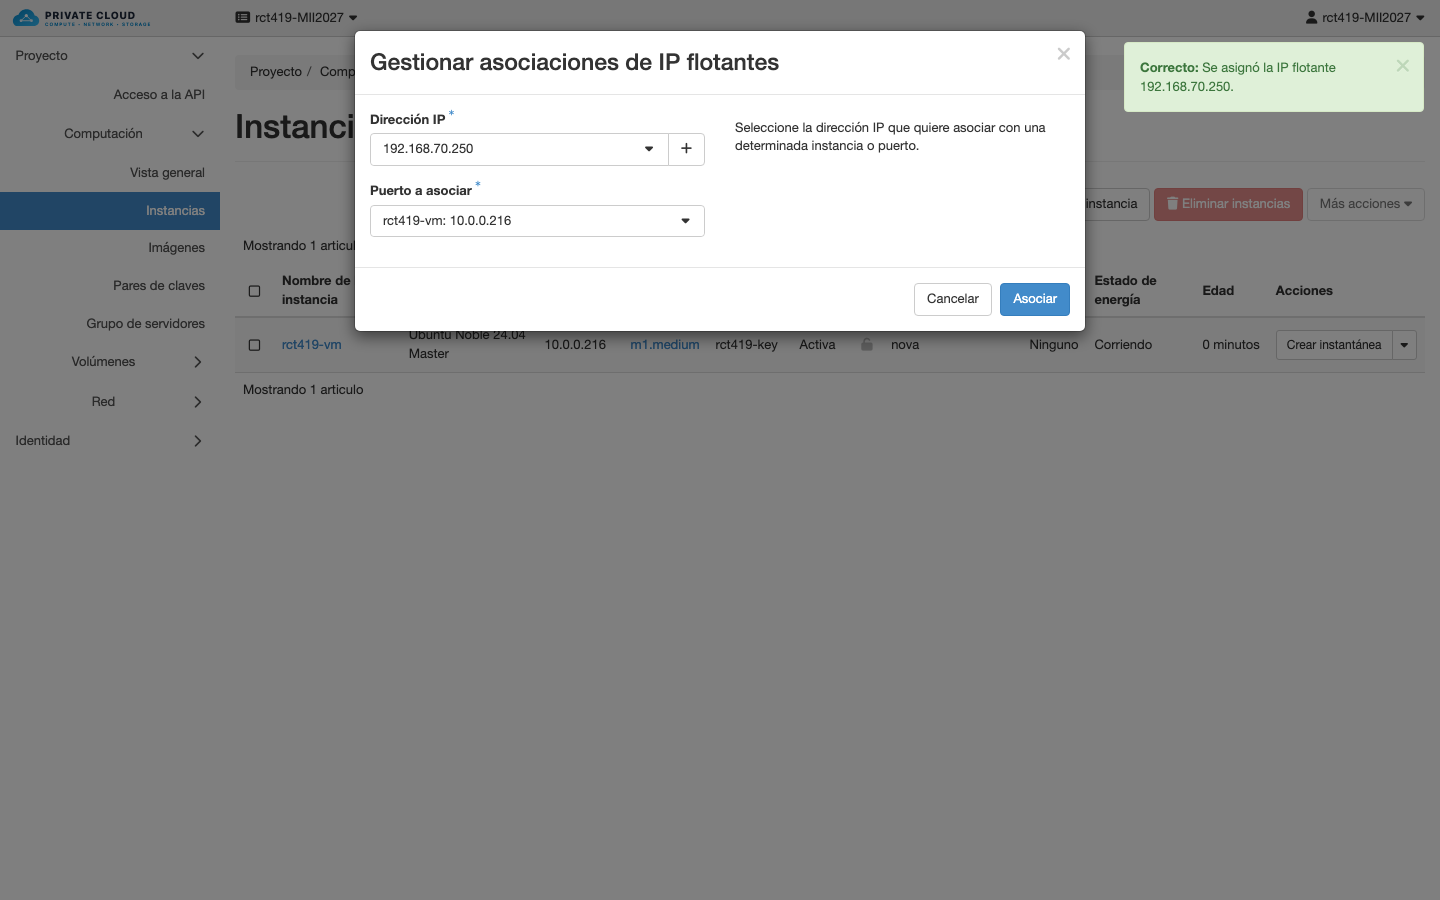 PRIVATE CLOUD
COMPUTE • NETWORK • STORAGE
rct419-MII2027
rct419-MII2027
Proyecto
Acceso a la API
Computación
Vista general
Instancias
Imágenes
Pares de claves
Grupo de servidores
Volúmenes
Red
Identidad
Proyecto / Comp
Instanci
Gestionar asociaciones de IP flotantes
×
Dirección IP *
192.168.70.250
+
Puerto a asociar *
rct419-vm: 10.0.0.216
Seleccione la dirección IP que quiere asociar con una
determinada instancia o puerto.
Cancelar
Asociar
Correcto: Se asignó la IP flotante
192.168.70.250.
×
instancia
Eliminar instancias
Más acciones
Mostrando 1 articul
Nombre de
instancia
Estado de
energía
Edad
Acciones
rct419-vm
Ubuntu Noble 24.04
Master
10.0.0.216
m1.medium
rct419-key
Activa
nova
Ninguno
Corriendo
0 minutos
Crear instantánea
Mostrando 1 articulo